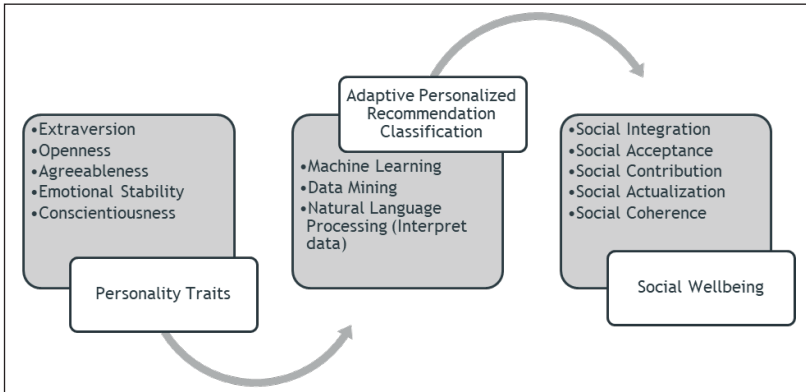 •Extraversion
•Openness
•Agreeableness
•Emotional Stability
•Conscientiousness
Personality Traits
Adaptive Personalized
Recommendation
Classification
•Machine Learning
•Data Mining
•Natural Language
Processing (Interpret
data)
•Social Integration
•Social Acceptance
•Social Contribution
•Social Actualization
•Social Coherence
Social Wellbeing